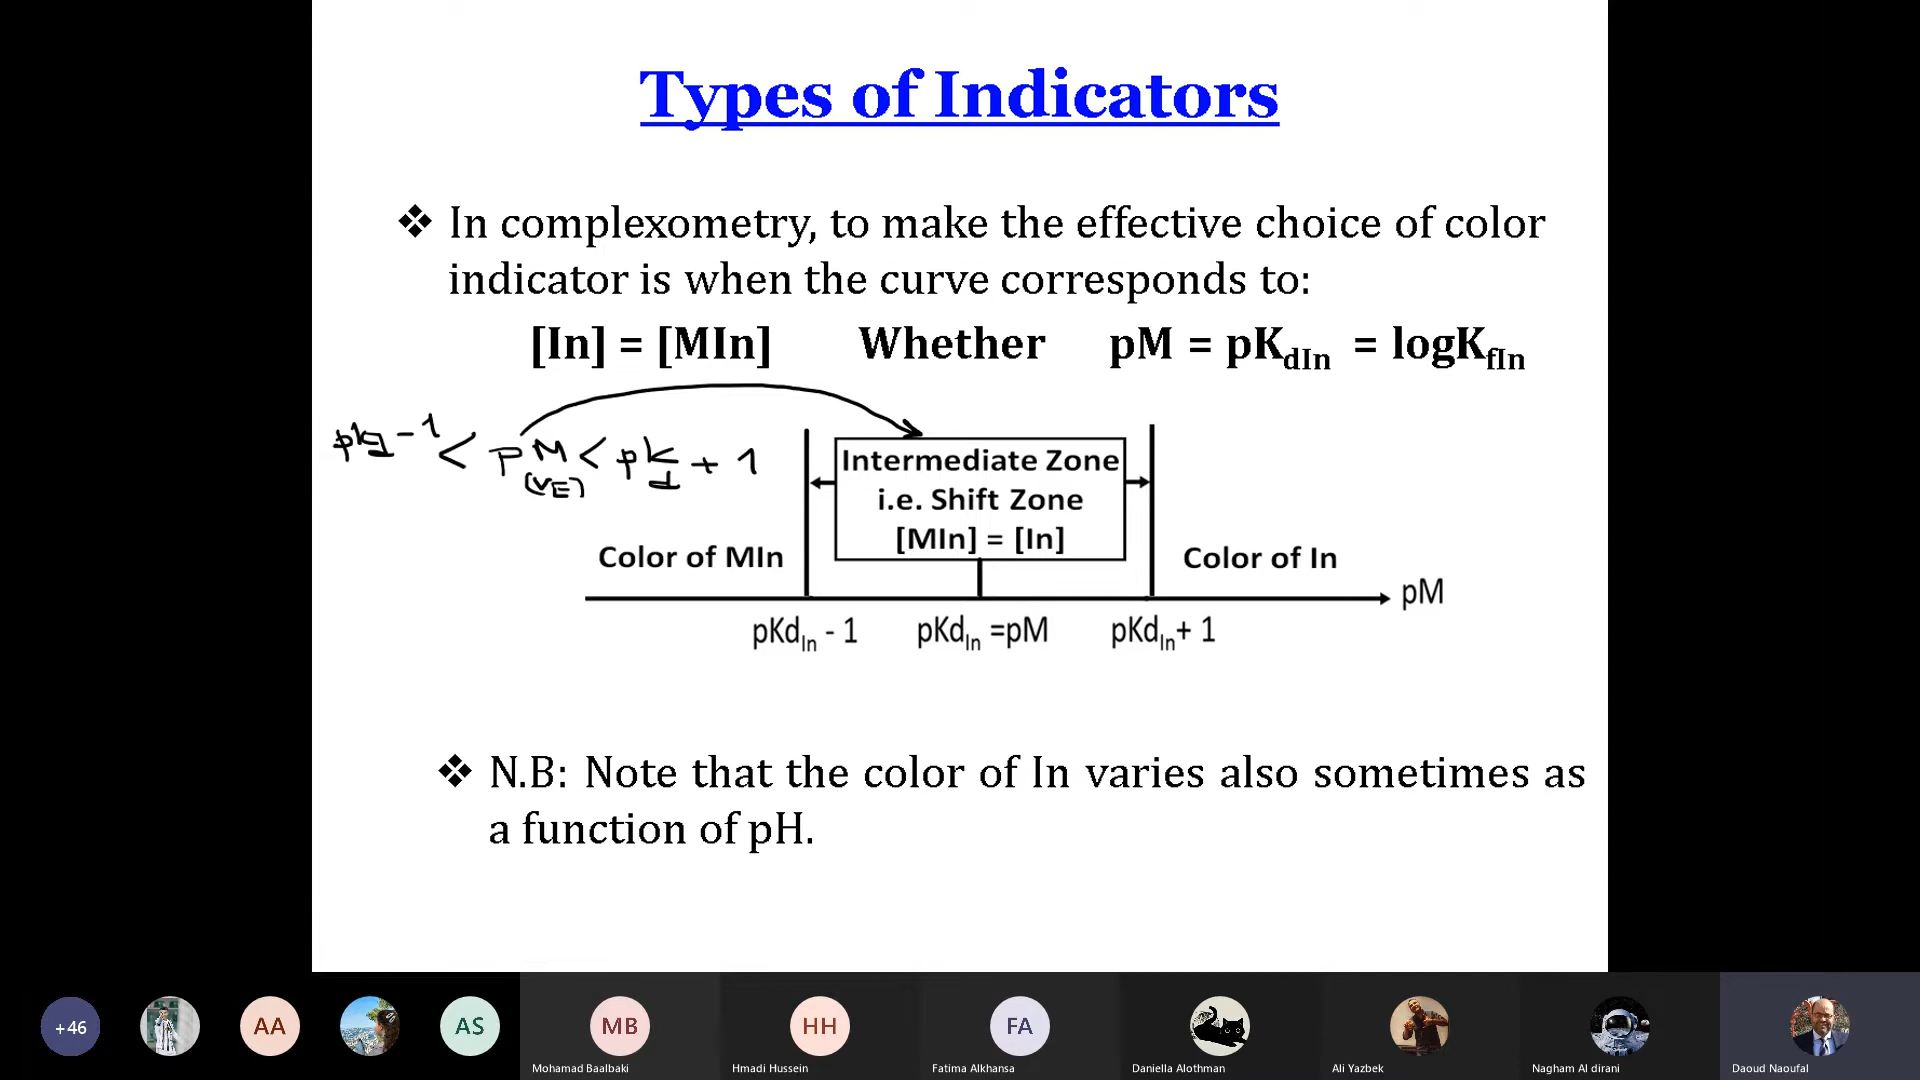 Types of Indicators
❖ In complexometry, to make the effective choice of color
indicator is when the curve corresponds to:
[In] = [MIn] Whether pM = pKdIn = logKfIn
pkd - 1 < pM < pkd + 1
(VE)
Intermediate Zone
i.e. Shift Zone
[MIn] = [In]
Color of MIn
Color of In
pM
pKdIn - 1
pKdIn =pM
pKdIn+ 1
❖ N.B: Note that the color of In varies also sometimes as
a function of pH.
+46
AA
AS
MB
HH
FA
Mohamad Baalbaki
Hmadi Hussein
Fatima Alkhansa
Daniella Alothman
Ali Yazbek
Nagham Al dirani
Daoud Naoufal